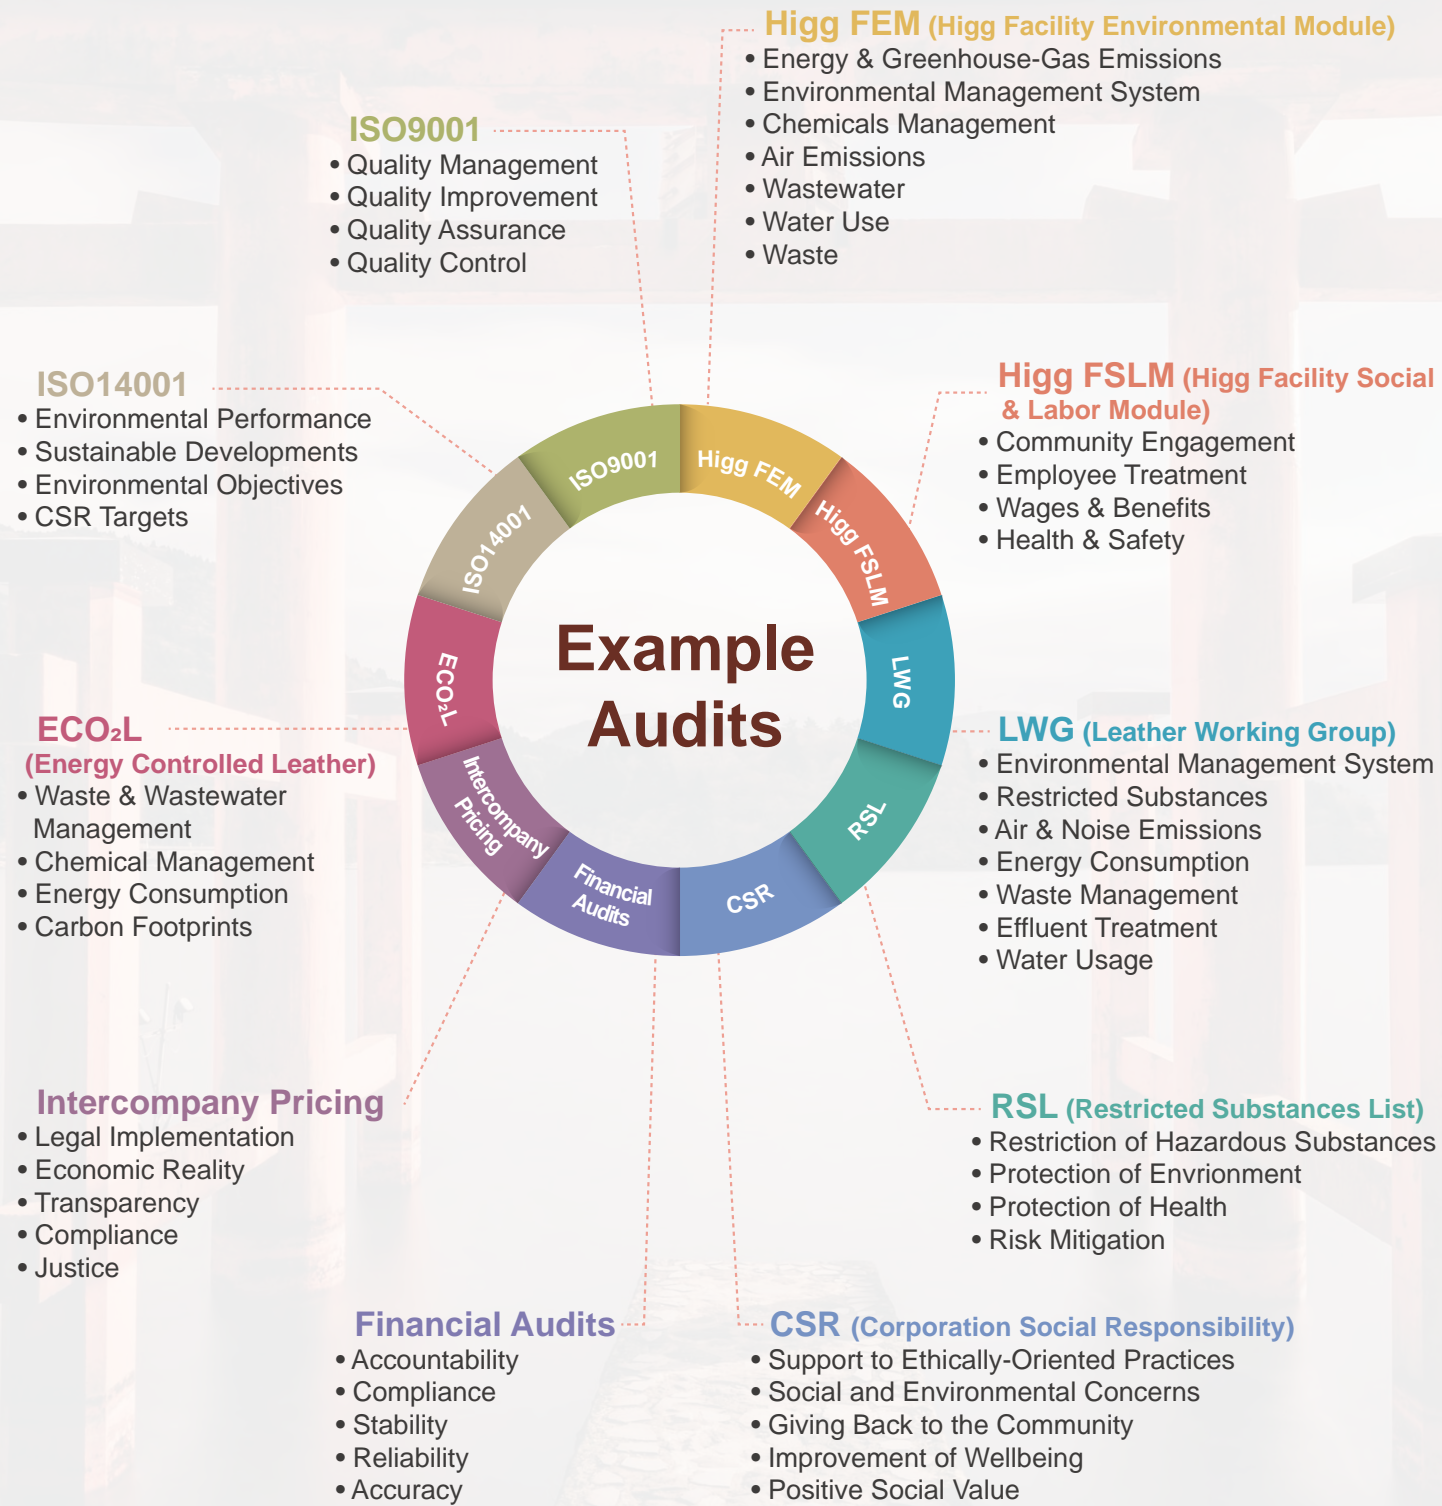 Higg FEM (Higg Facility Environmental Module)
• Energy & Greenhouse-Gas Emissions
• Environmental Management System
• Chemicals Management
• Air Emissions
• Wastewater
• Water Use
• Waste
ISO9001
• Quality Management
• Quality Improvement
• Quality Assurance
• Quality Control
ISO14001
• Environmental Performance
• Sustainable Developments
• Environmental Objectives
• CSR Targets
Higg FSLM (Higg Facility Social
& Labor Module)
• Community Engagement
• Employee Treatment
• Wages & Benefits
• Health & Safety
Example
Audits
ISO9001
Higg FEM
Higg FSLM
LWG
RSL
CSR
Financial
Audits
Intercompany
Pricing
ECO₂L
ISO14001
ECO₂L
(Energy Controlled Leather)
• Waste & Wastewater
Management
• Chemical Management
• Energy Consumption
• Carbon Footprints
LWG (Leather Working Group)
• Environmental Management System
• Restricted Substances
• Air & Noise Emissions
• Energy Consumption
• Waste Management
• Effluent Treatment
• Water Usage
Intercompany Pricing
• Legal Implementation
• Economic Reality
• Transparency
• Compliance
• Justice
RSL (Restricted Substances List)
• Restriction of Hazardous Substances
• Protection of Envrionment
• Protection of Health
• Risk Mitigation
Financial Audits
• Accountability
• Compliance
• Stability
• Reliability
• Accuracy
CSR (Corporation Social Responsibility)
• Support to Ethically-Oriented Practices
• Social and Environmental Concerns
• Giving Back to the Community
• Improvement of Wellbeing
• Positive Social Value